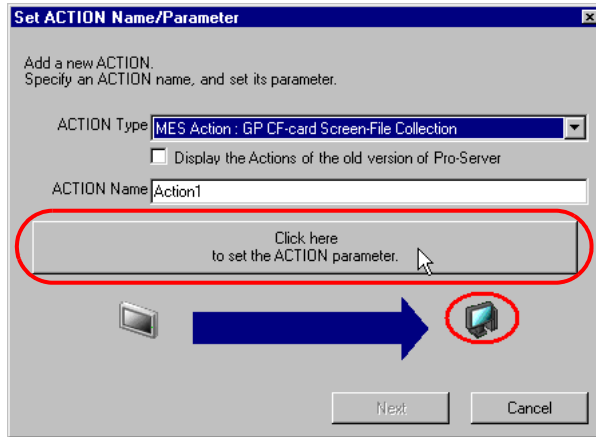 Set ACTION Name/Parameter
Add a new ACTION.
Specify an ACTION name, and set its parameter.
ACTION Type MES Action : GP CF-card Screen-File Collection
Display the Actions of the old version of Pro-Server
ACTION Name Action1
Click here
to set the ACTION parameter.
Next Cancel